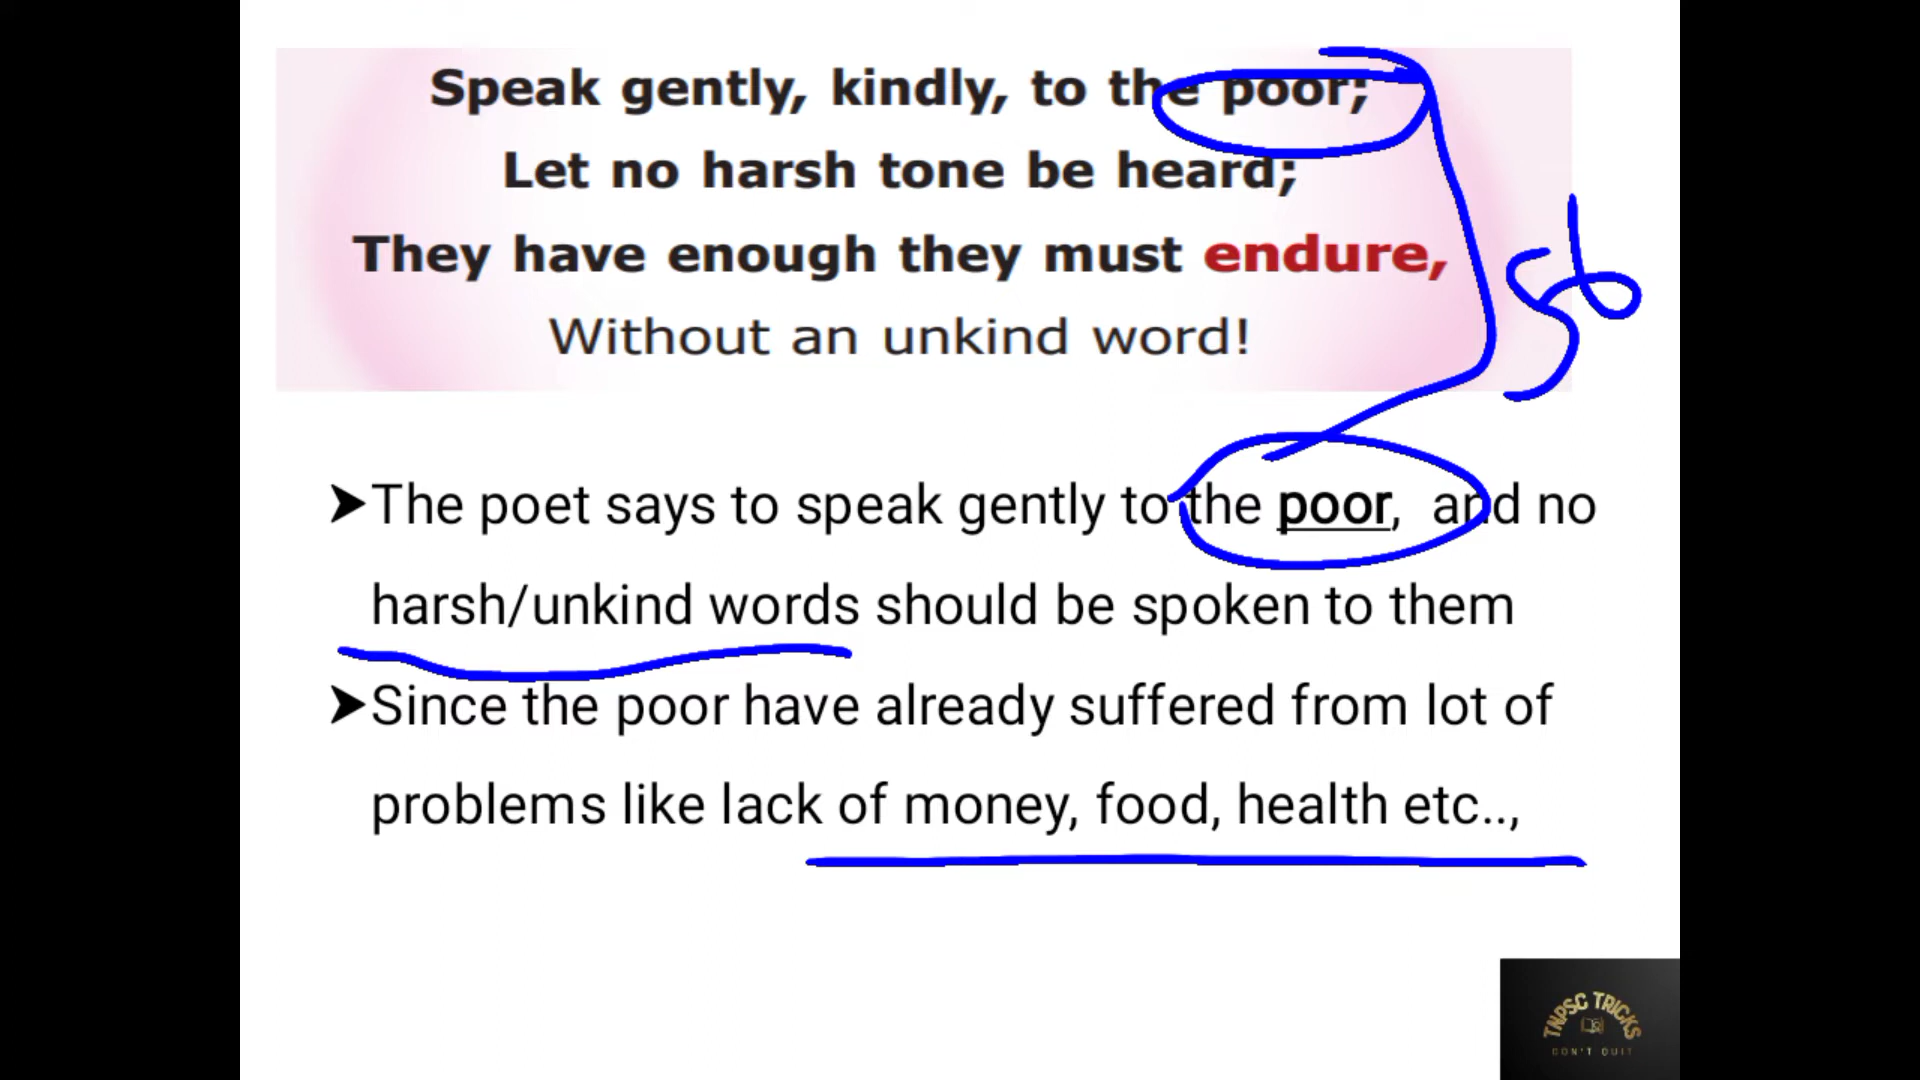 Speak gently, kindly, to the poor;
Let no harsh tone be heard;
They have enough they must endure,
Without an unkind word!
➤The poet says to speak gently to the poor, and no
harsh/unkind words should be spoken to them
➤Since the poor have already suffered from lot of
problems like lack of money, food, health etc..,
TNPSC TRICKS
DON'T QUIT